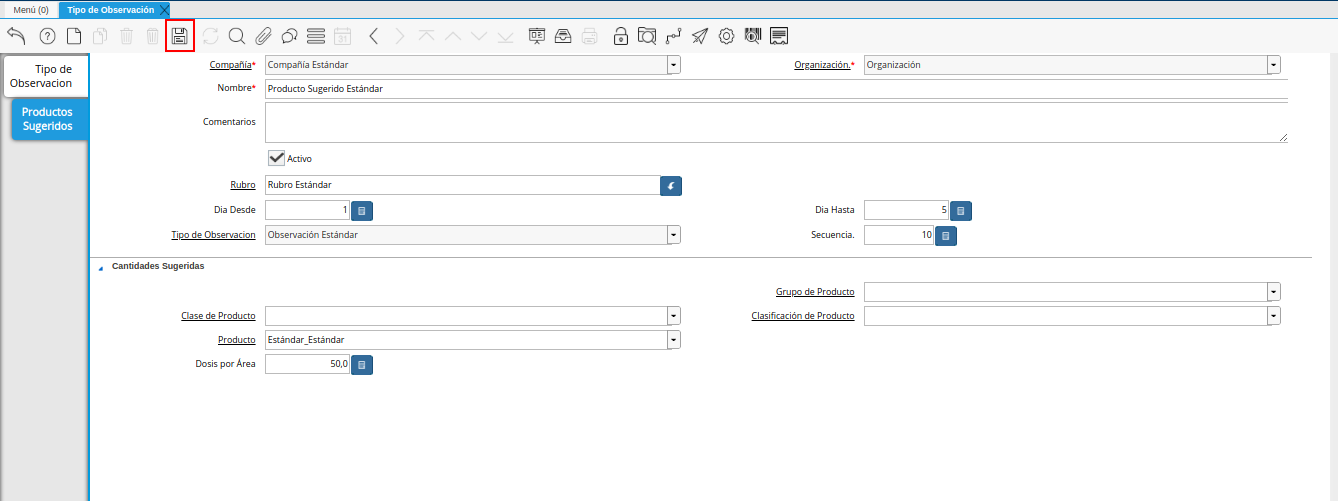 Menú (0) Tipo de Observación
31
Tipo de
Observacion
Productos
Sugeridos
Compañía* Compañía Estándar Organización.* Organización
Nombre* Producto Sugerido Estándar
Comentarios
Activo
Rubro Rubro Estándar
Dia Desde 1 Dia Hasta 5
Tipo de Observacion Observación Estándar Secuencia. 10
Cantidades Sugeridas
Grupo de Producto
Clase de Producto Clasificación de Producto
Producto Estándar_Estándar
Dosis por Área 50,0